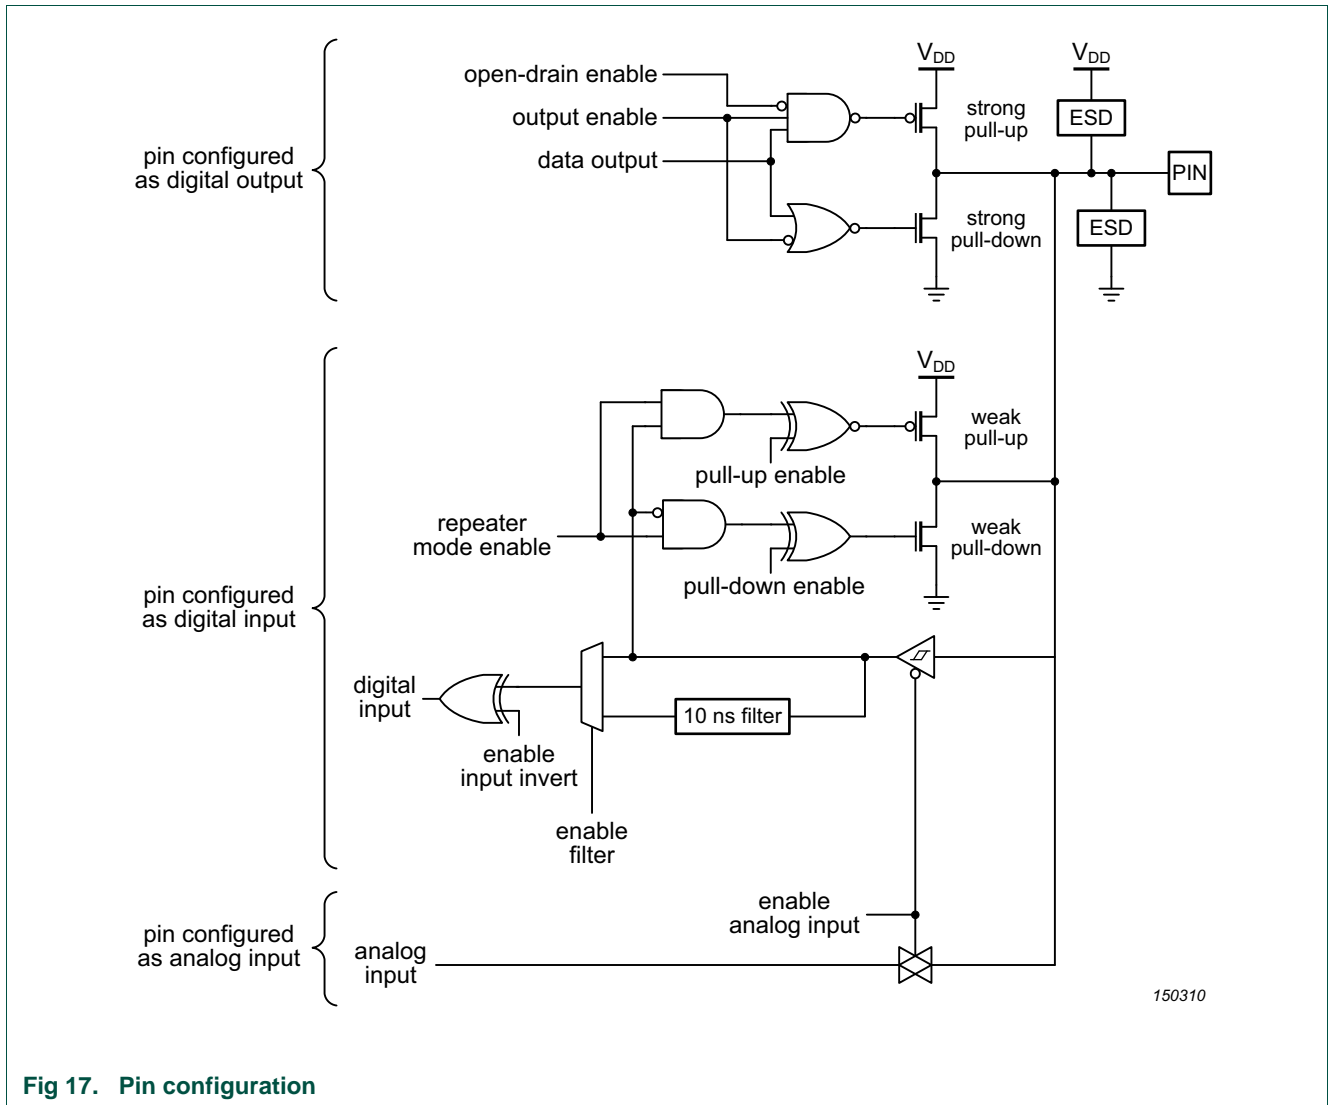 V_DD
V_DD
open-drain enable
output enable
data output
strong
pull-up
ESD
pin configured
as digital output
PIN
strong
pull-down
ESD
V_DD
weak
pull-up
pull-up enable
repeater
mode enable
weak
pull-down
pull-down enable
pin configured
as digital input
digital
input
10 ns filter
enable
input invert
enable
filter
enable
analog input
pin configured
as analog input
analog
input
150310
Fig 17. Pin configuration